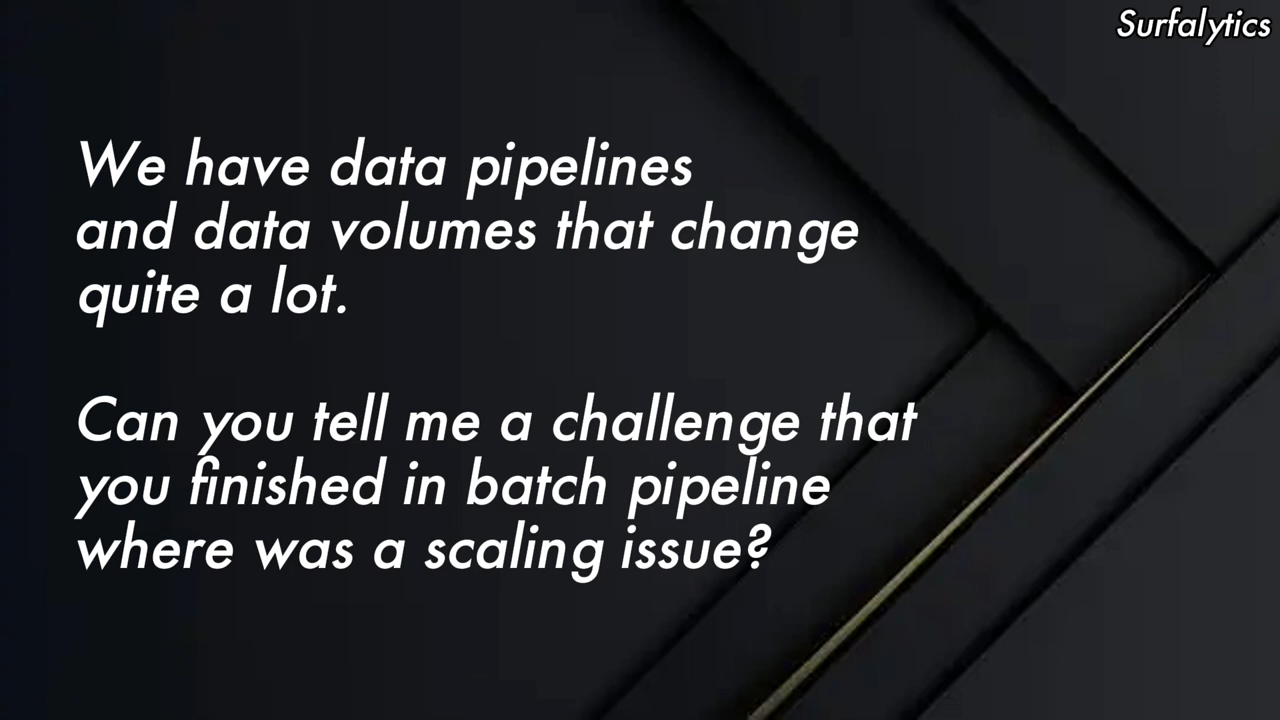 Surfalytics
We have data pipelines
and data volumes that change
quite a lot.
Can you tell me a challenge that
you finished in batch pipeline
where was a scaling issue?